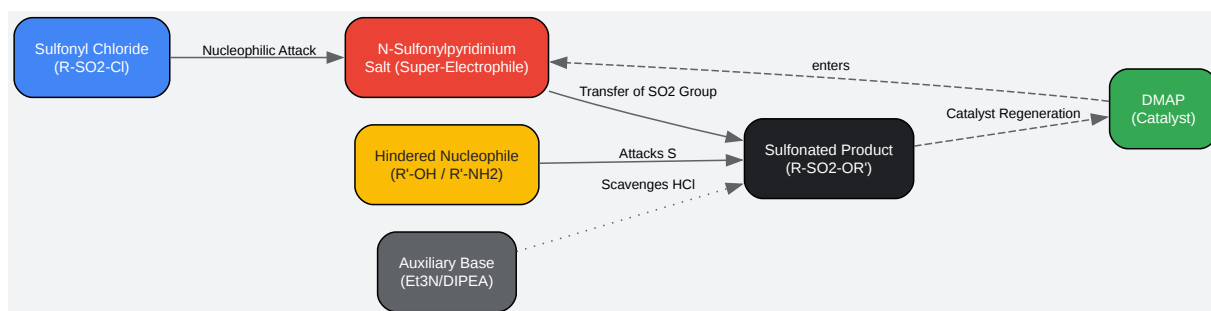 Sulfonyl Chloride
(R-SO2-Cl)
Nucleophilic Attack
N-Sulfonylpyridinium
Salt (Super-Electrophile)
enters
DMAP
(Catalyst)
Transfer of SO2 Group
Catalyst Regeneration
Hindered Nucleophile
(R'-OH / R'-NH2)
Attacks S
Sulfonated Product
(R-SO2-OR')
Scavenges HCl
Auxiliary Base
(Et3N/DIPEA)